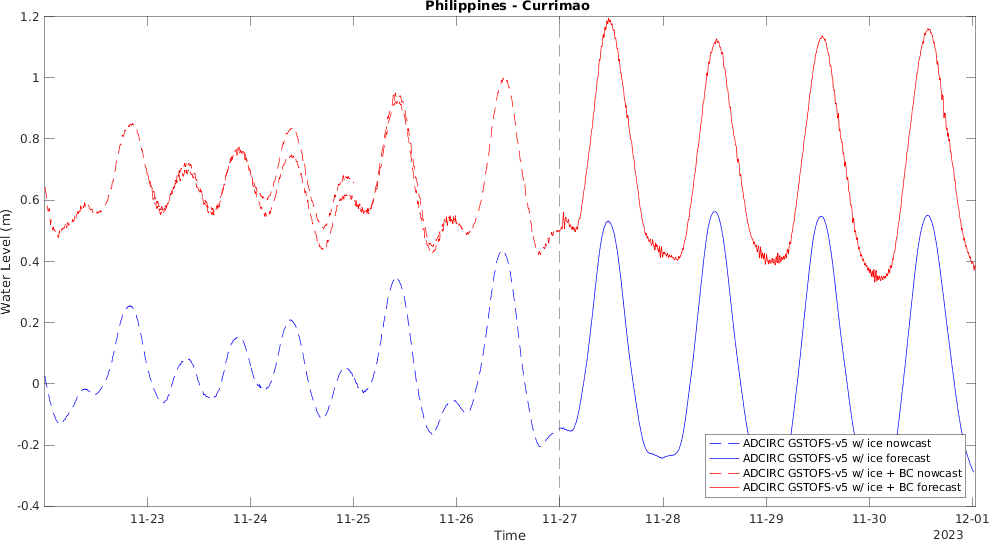 Philippines - Currimao
1.2
1
0.8
0.6
0.4
0.2
0
-0.2
-0.4
Water Level (m)
ADCIRC GSTOFS-v5 w/ ice nowcast
ADCIRC GSTOFS-v5 w/ ice forecast
ADCIRC GSTOFS-v5 w/ ice + BC nowcast
ADCIRC GSTOFS-v5 w/ ice + BC forecast
11-23 11-24 11-25 11-26 11-27 11-28 11-29 11-30 12-01
Time
2023